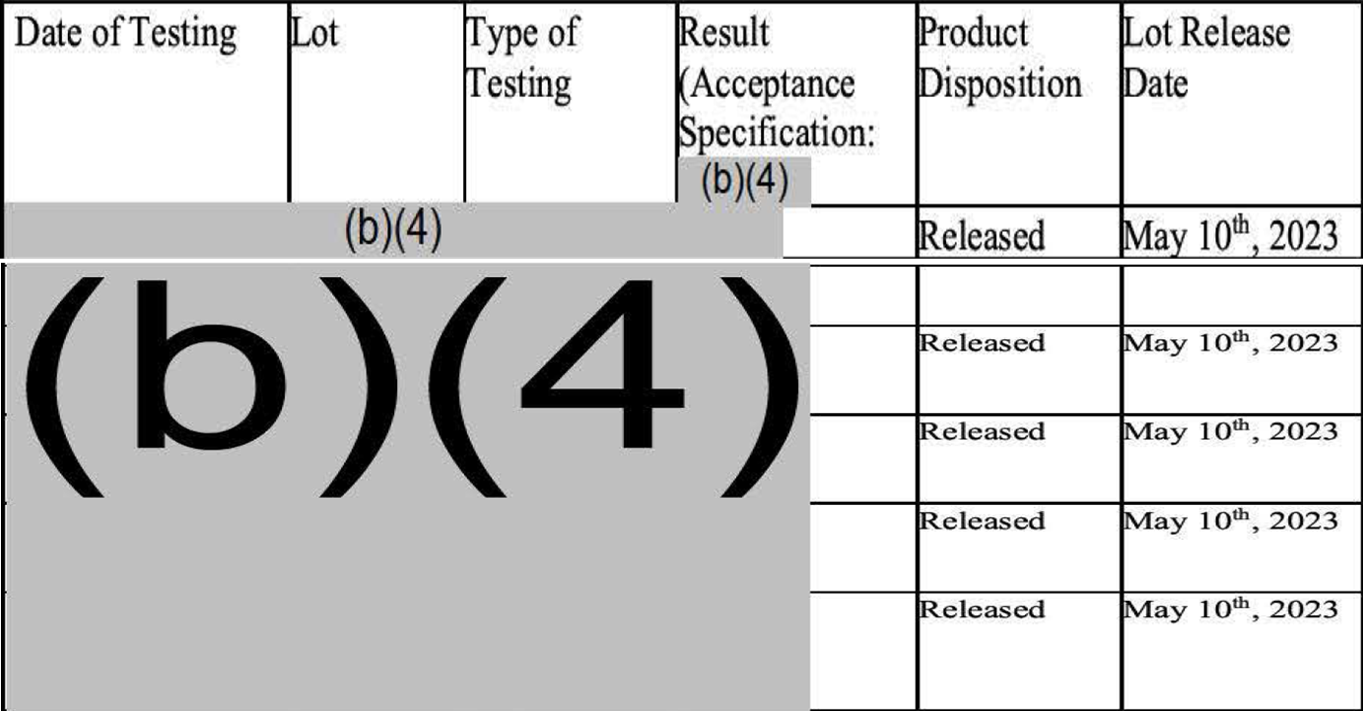 Date of Testing Lot Type of Testing Result (Acceptance Specification: (b)(4) Product Disposition Lot Release Date
(b)(4) Released May 10th, 2023
(b)(4)
Released May 10th, 2023
Released May 10th, 2023
Released May 10th, 2023
Released May 10th, 2023